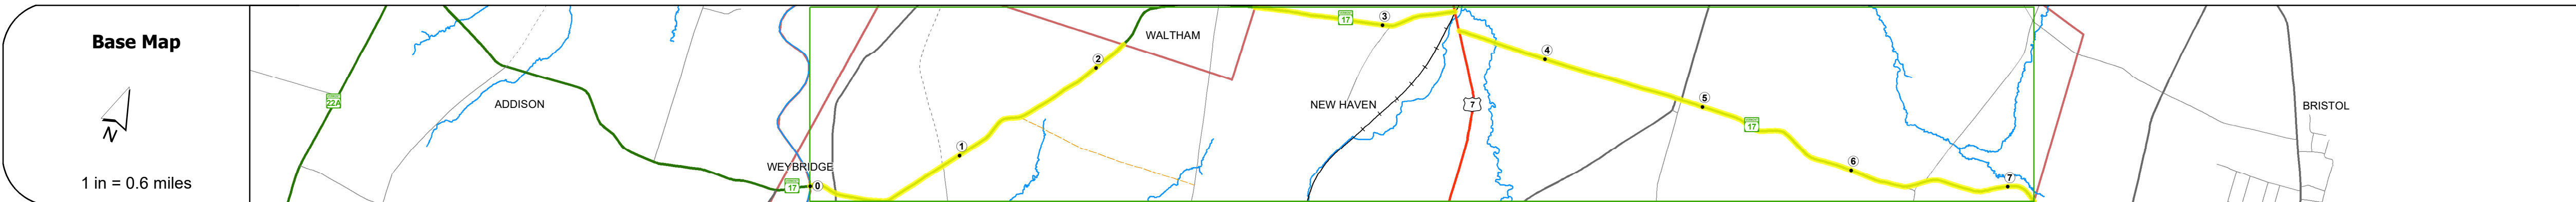 Base Map
N
1 in = 0.6 miles
22A
ADDISON
WEYBRIDGE
17
0
1
2
WALTHAM
17
3
NEW HAVEN
7
4
5
17
6
7
BRISTOL